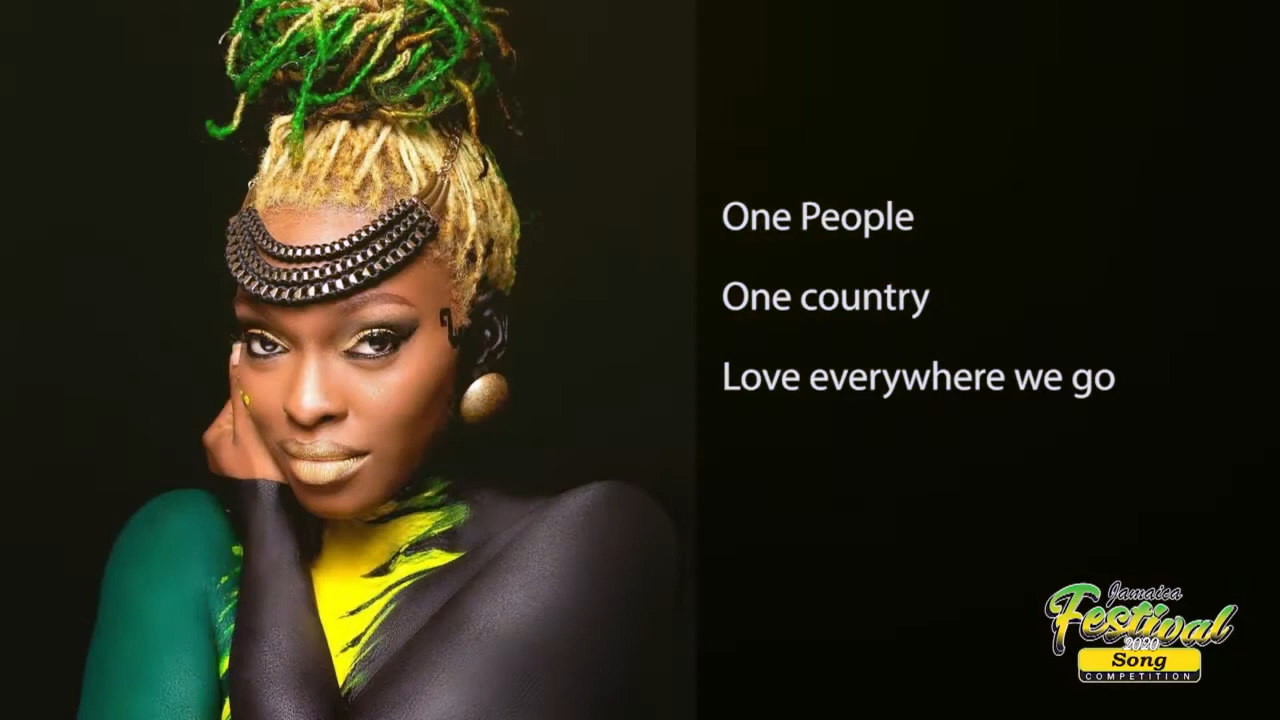 One People
One country
Love everywhere we go
Jamaica
Festival
2020
Song
COMPETITION